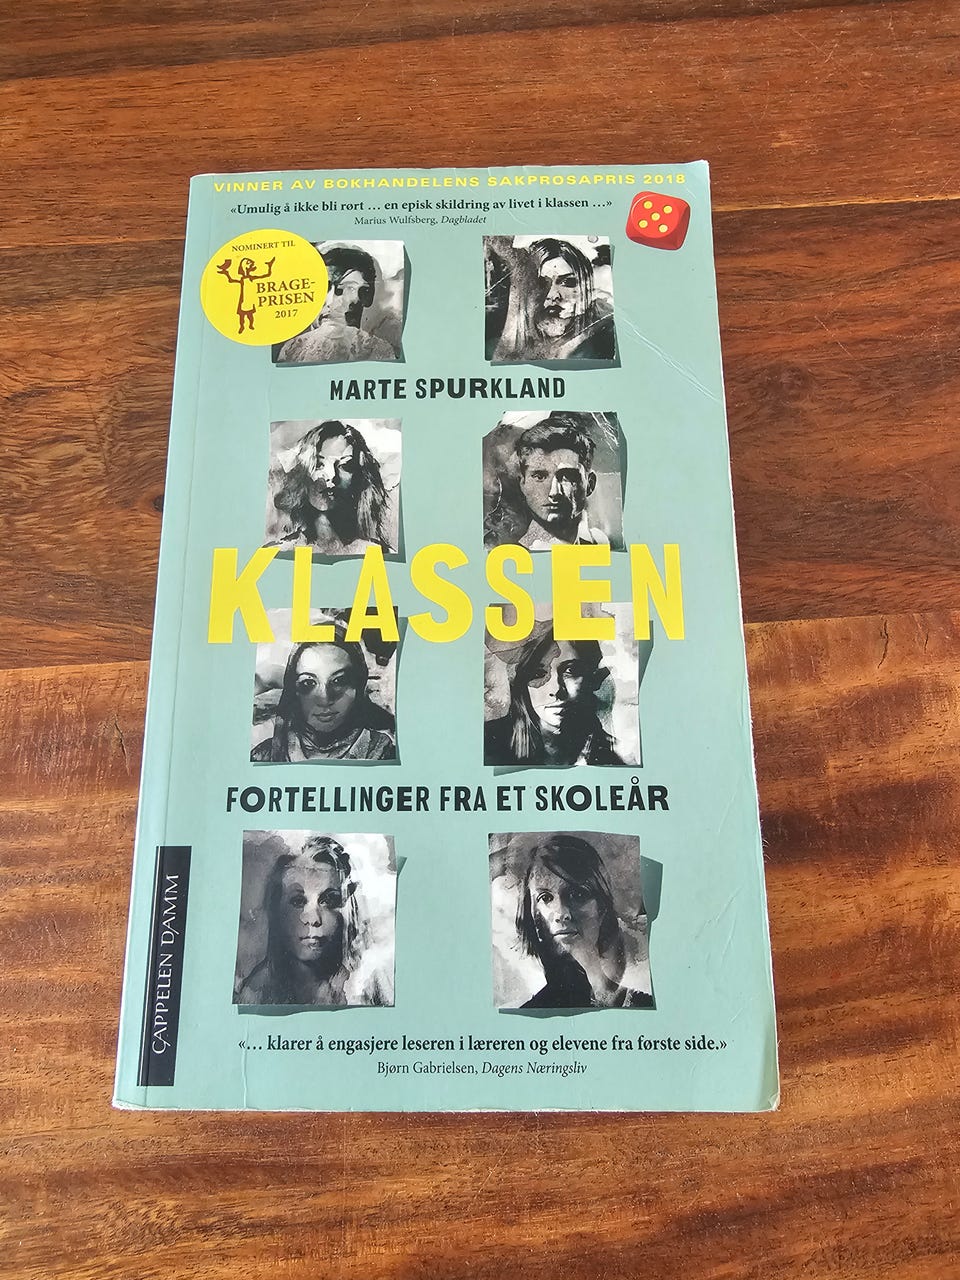 VINNER AV BOKHANDELENS SAKPROSAPRIS 2018
«Umulig å ikke bli rørt ... en episk skildring av livet i klassen ...»
Marius Wulfsberg, Dagbladet
NOMINERT TIL
BRAGE-
PRISEN
2017
MARTE SPURKLAND
KLASSEN
FORTELLINGER FRA ET SKOLEÅR
CAPPELEN DAMM
«... klarer å engasjere leseren i læreren og elevene fra første side.»
Bjørn Gabrielsen, Dagens Næringsliv